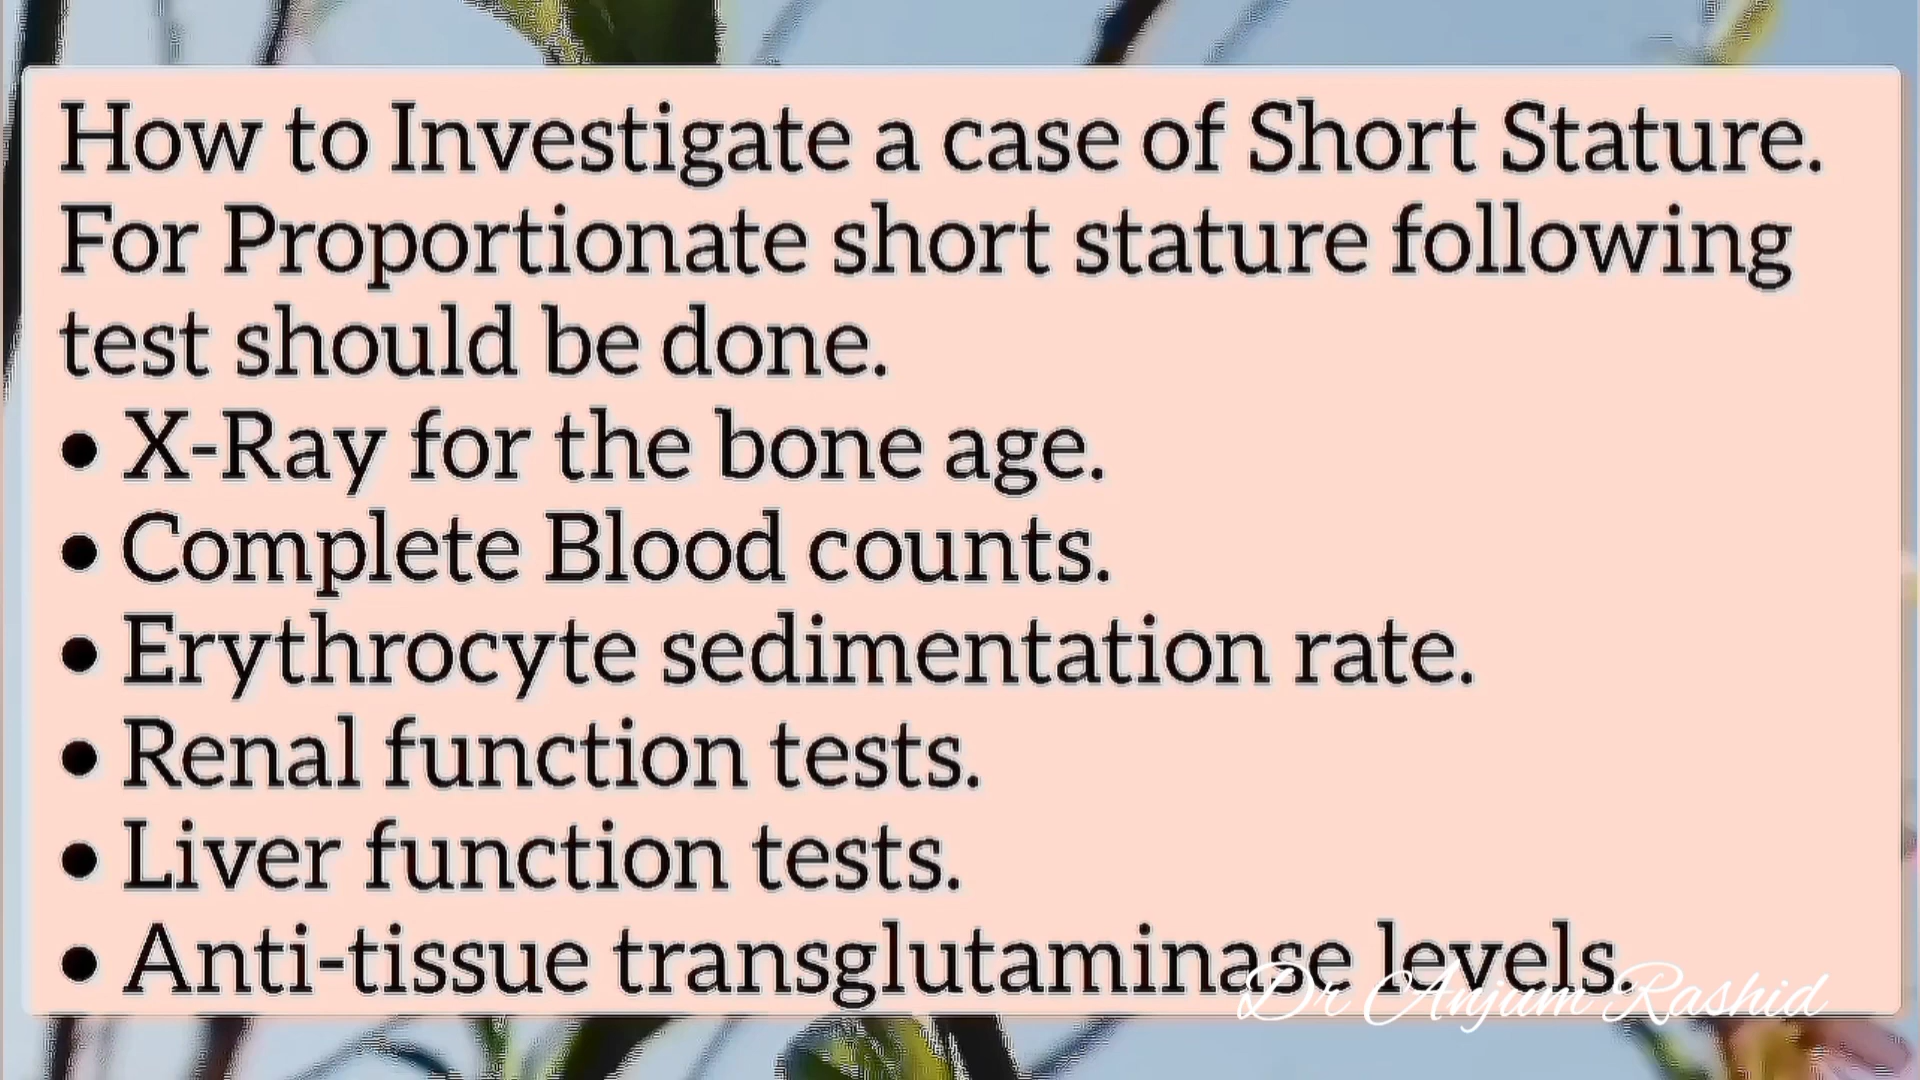 How to Investigate a case of Short Stature.
For Proportionate short stature following
test should be done.
• X-Ray for the bone age.
• Complete Blood counts.
• Erythrocyte sedimentation rate.
• Renal function tests.
• Liver function tests.
• Anti-tissue transglutaminase levels.
Dr Anjum Rashid